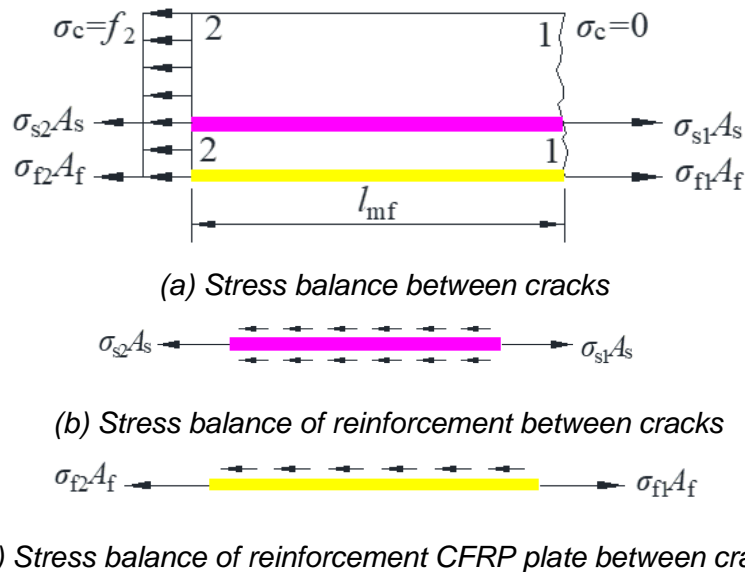 σc=f2 2 1 σc=0
σs2As σs1As
2 1
σf2Af σf1Af
lmf
(a) Stress balance between cracks
σs2As σs1As
(b) Stress balance of reinforcement between cracks
σf2Af σf1Af
) Stress balance of reinforcement CFRP plate between